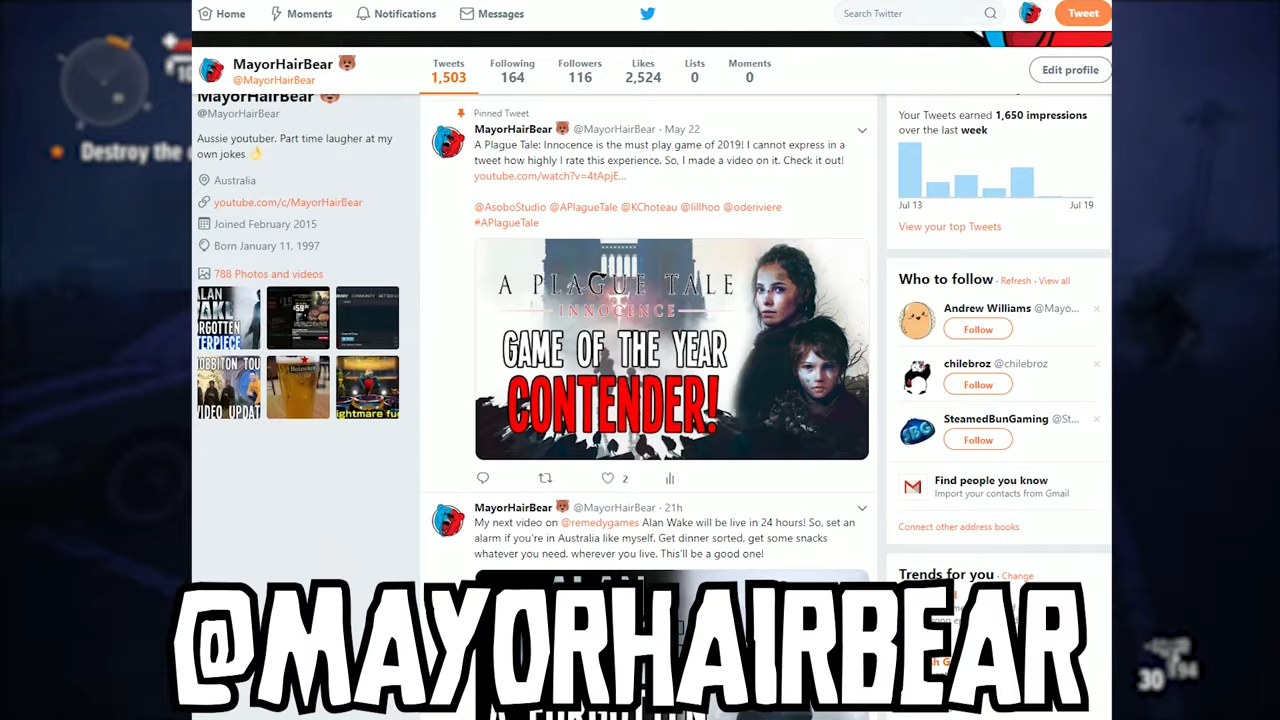 Home
Moments
Notifications
Messages
Search Twitter
Tweet
MayorHairBear
@MayorHairBear
Tweets
1,503
Following
164
Followers
116
Likes
2,524
Lists
0
Moments
0
Edit profile
MayorHairBear
@MayorHairBear
Aussie youtuber. Part time laugher at my
own jokes 👌
Australia
youtube.com/c/MayorHairBear
Joined February 2015
Born January 11, 1997
788 Photos and videos
Pinned Tweet
MayorHairBear 🐻 @MayorHairBear · May 22
A Plague Tale: Innocence is the must play game of 2019! I cannot express in a
tweet how highly I rate this experience. So, I made a video on it. Check it out!
youtube.com/watch?v=4tApjE...
@AsoboStudio @APlagueTale @KChoteau @lillhoo @oderiviere
#APlagueTale
A PLAGUE TALE
INNOCENCE
GAME OF THE YEAR
CONTENDER!
2
MayorHairBear 🐻 @MayorHairBear · 21h
My next video on @remedygames Alan Wake will be live in 24 hours! So, set an
alarm if you're in Australia like myself. Get dinner sorted, get some snacks
whatever you need, wherever you live. This'll be a good one!
Your Tweets earned 1,650 impressions
over the last week
Jul 13
Jul 19
View your top Tweets
Who to follow · Refresh · View all
Andrew Williams @Mayo...
Follow
chilebroz @chilebroz
Follow
SteamedBunGaming @St...
Follow
Find people you know
Import your contacts from Gmail
Connect other address books
Trends for you · Change
@MAYORHAIRBEAR
Destroy the
30